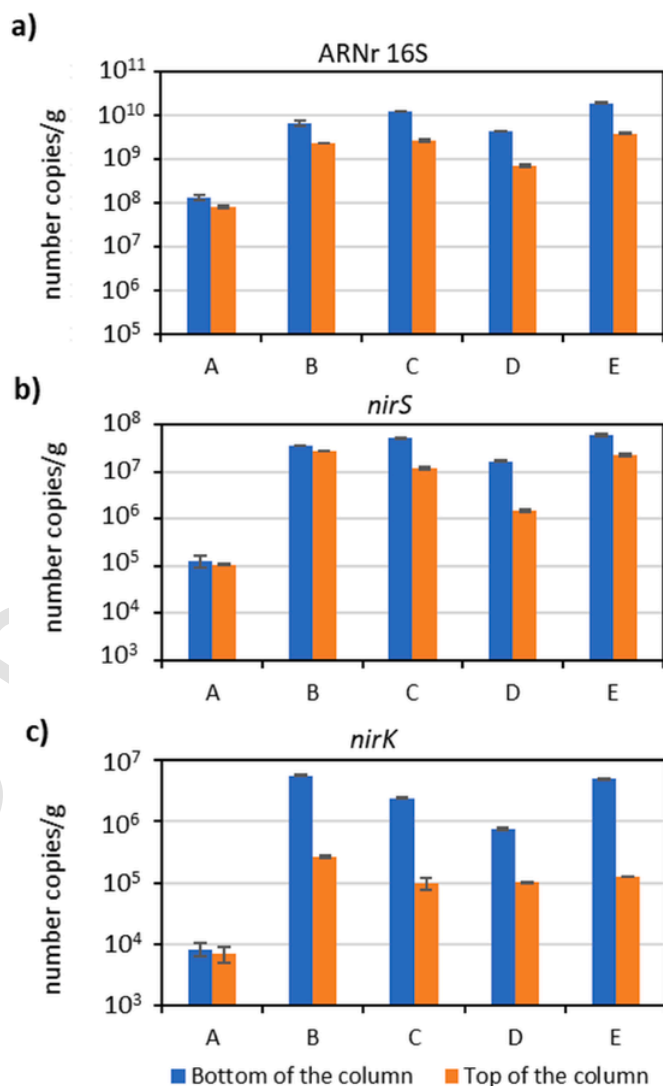 a)
ARNr 16S
number copies/g
10¹¹
10¹⁰
10⁹
10⁸
10⁷
10⁶
10⁵
A B C D E
b)
nirS
number copies/g
10⁸
10⁷
10⁶
10⁵
10⁴
10³
A B C D E
c)
nirK
number copies/g
10⁷
10⁶
10⁵
10⁴
10³
A B C D E
Bottom of the column Top of the column